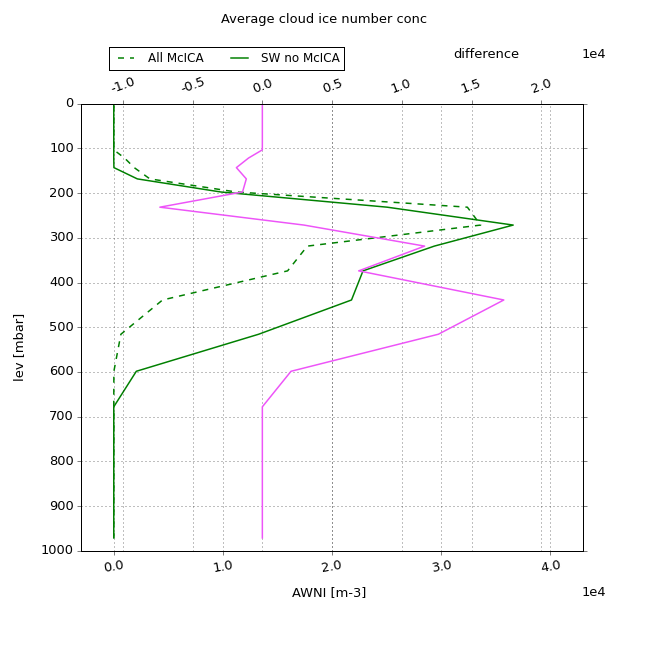 Average cloud ice number conc
All McICA SW no McICA
difference 1e4
-1.0 -0.5 0.0 0.5 1.0 1.5 2.0
0
100
200
300
400
500
600
700
800
900
1000
lev [mbar]
0.0 1.0 2.0 3.0 4.0
AWNI [m-3] 1e4